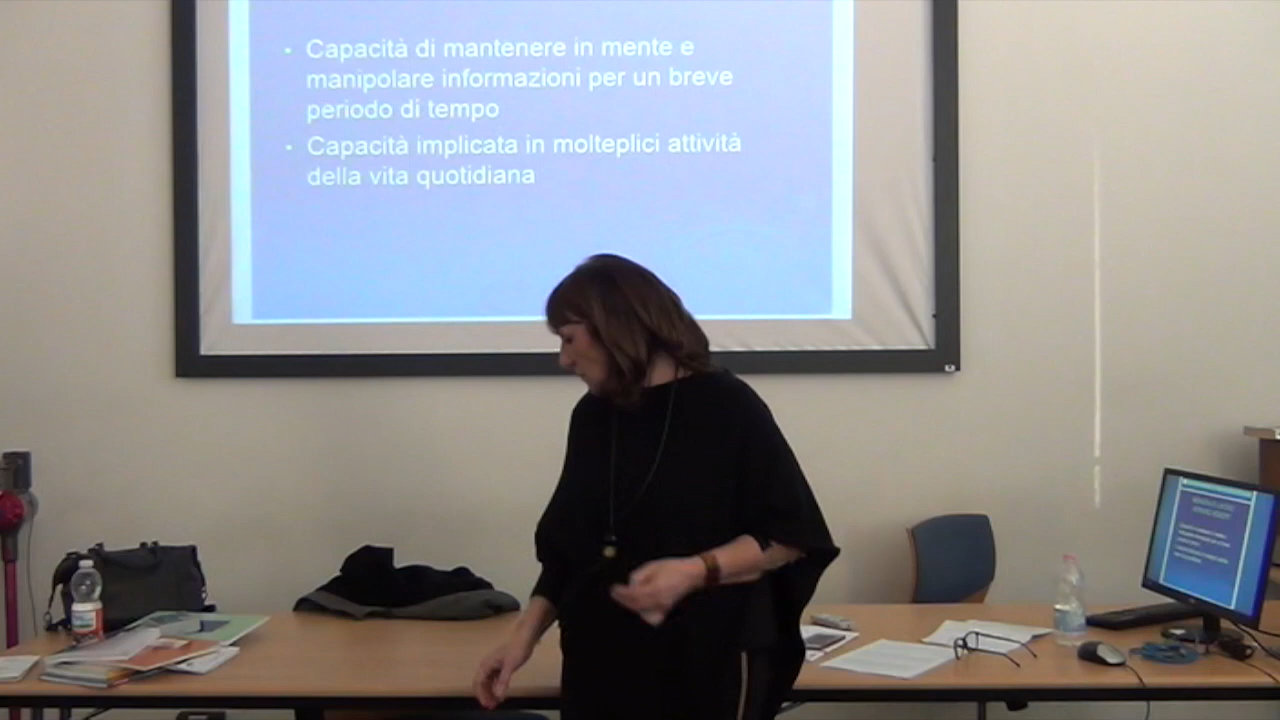 • Capacità di mantenere in mente e
manipolare informazioni per un breve
periodo di tempo
• Capacità implicata in molteplici attività
della vita quotidiana